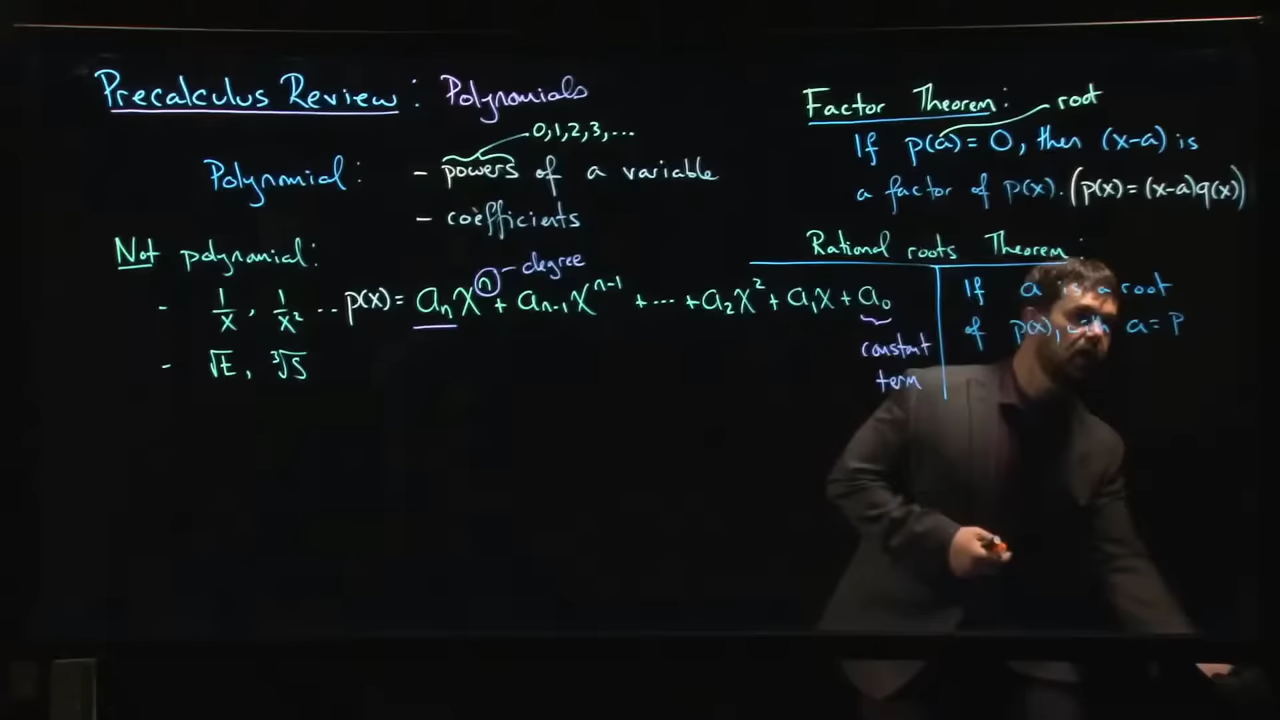 Precalculus Review: Polynomials
0,1,2,3,...
Polynomial: - powers of a variable
- coefficients
Not polynomial:
- 1/x, 1/x² ...
- √t, ³√s
degree
p(x) = aₙxⁿ + aₙ₋₁xⁿ⁻¹ + ... + a₂x² + a₁x + a₀
constant
term
Factor Theorem: root
If p(a) = 0, then (x-a) is
a factor of p(x). (p(x) = (x-a)q(x))
Rational roots Theorem:
If a is a root
of p(x), with a = p